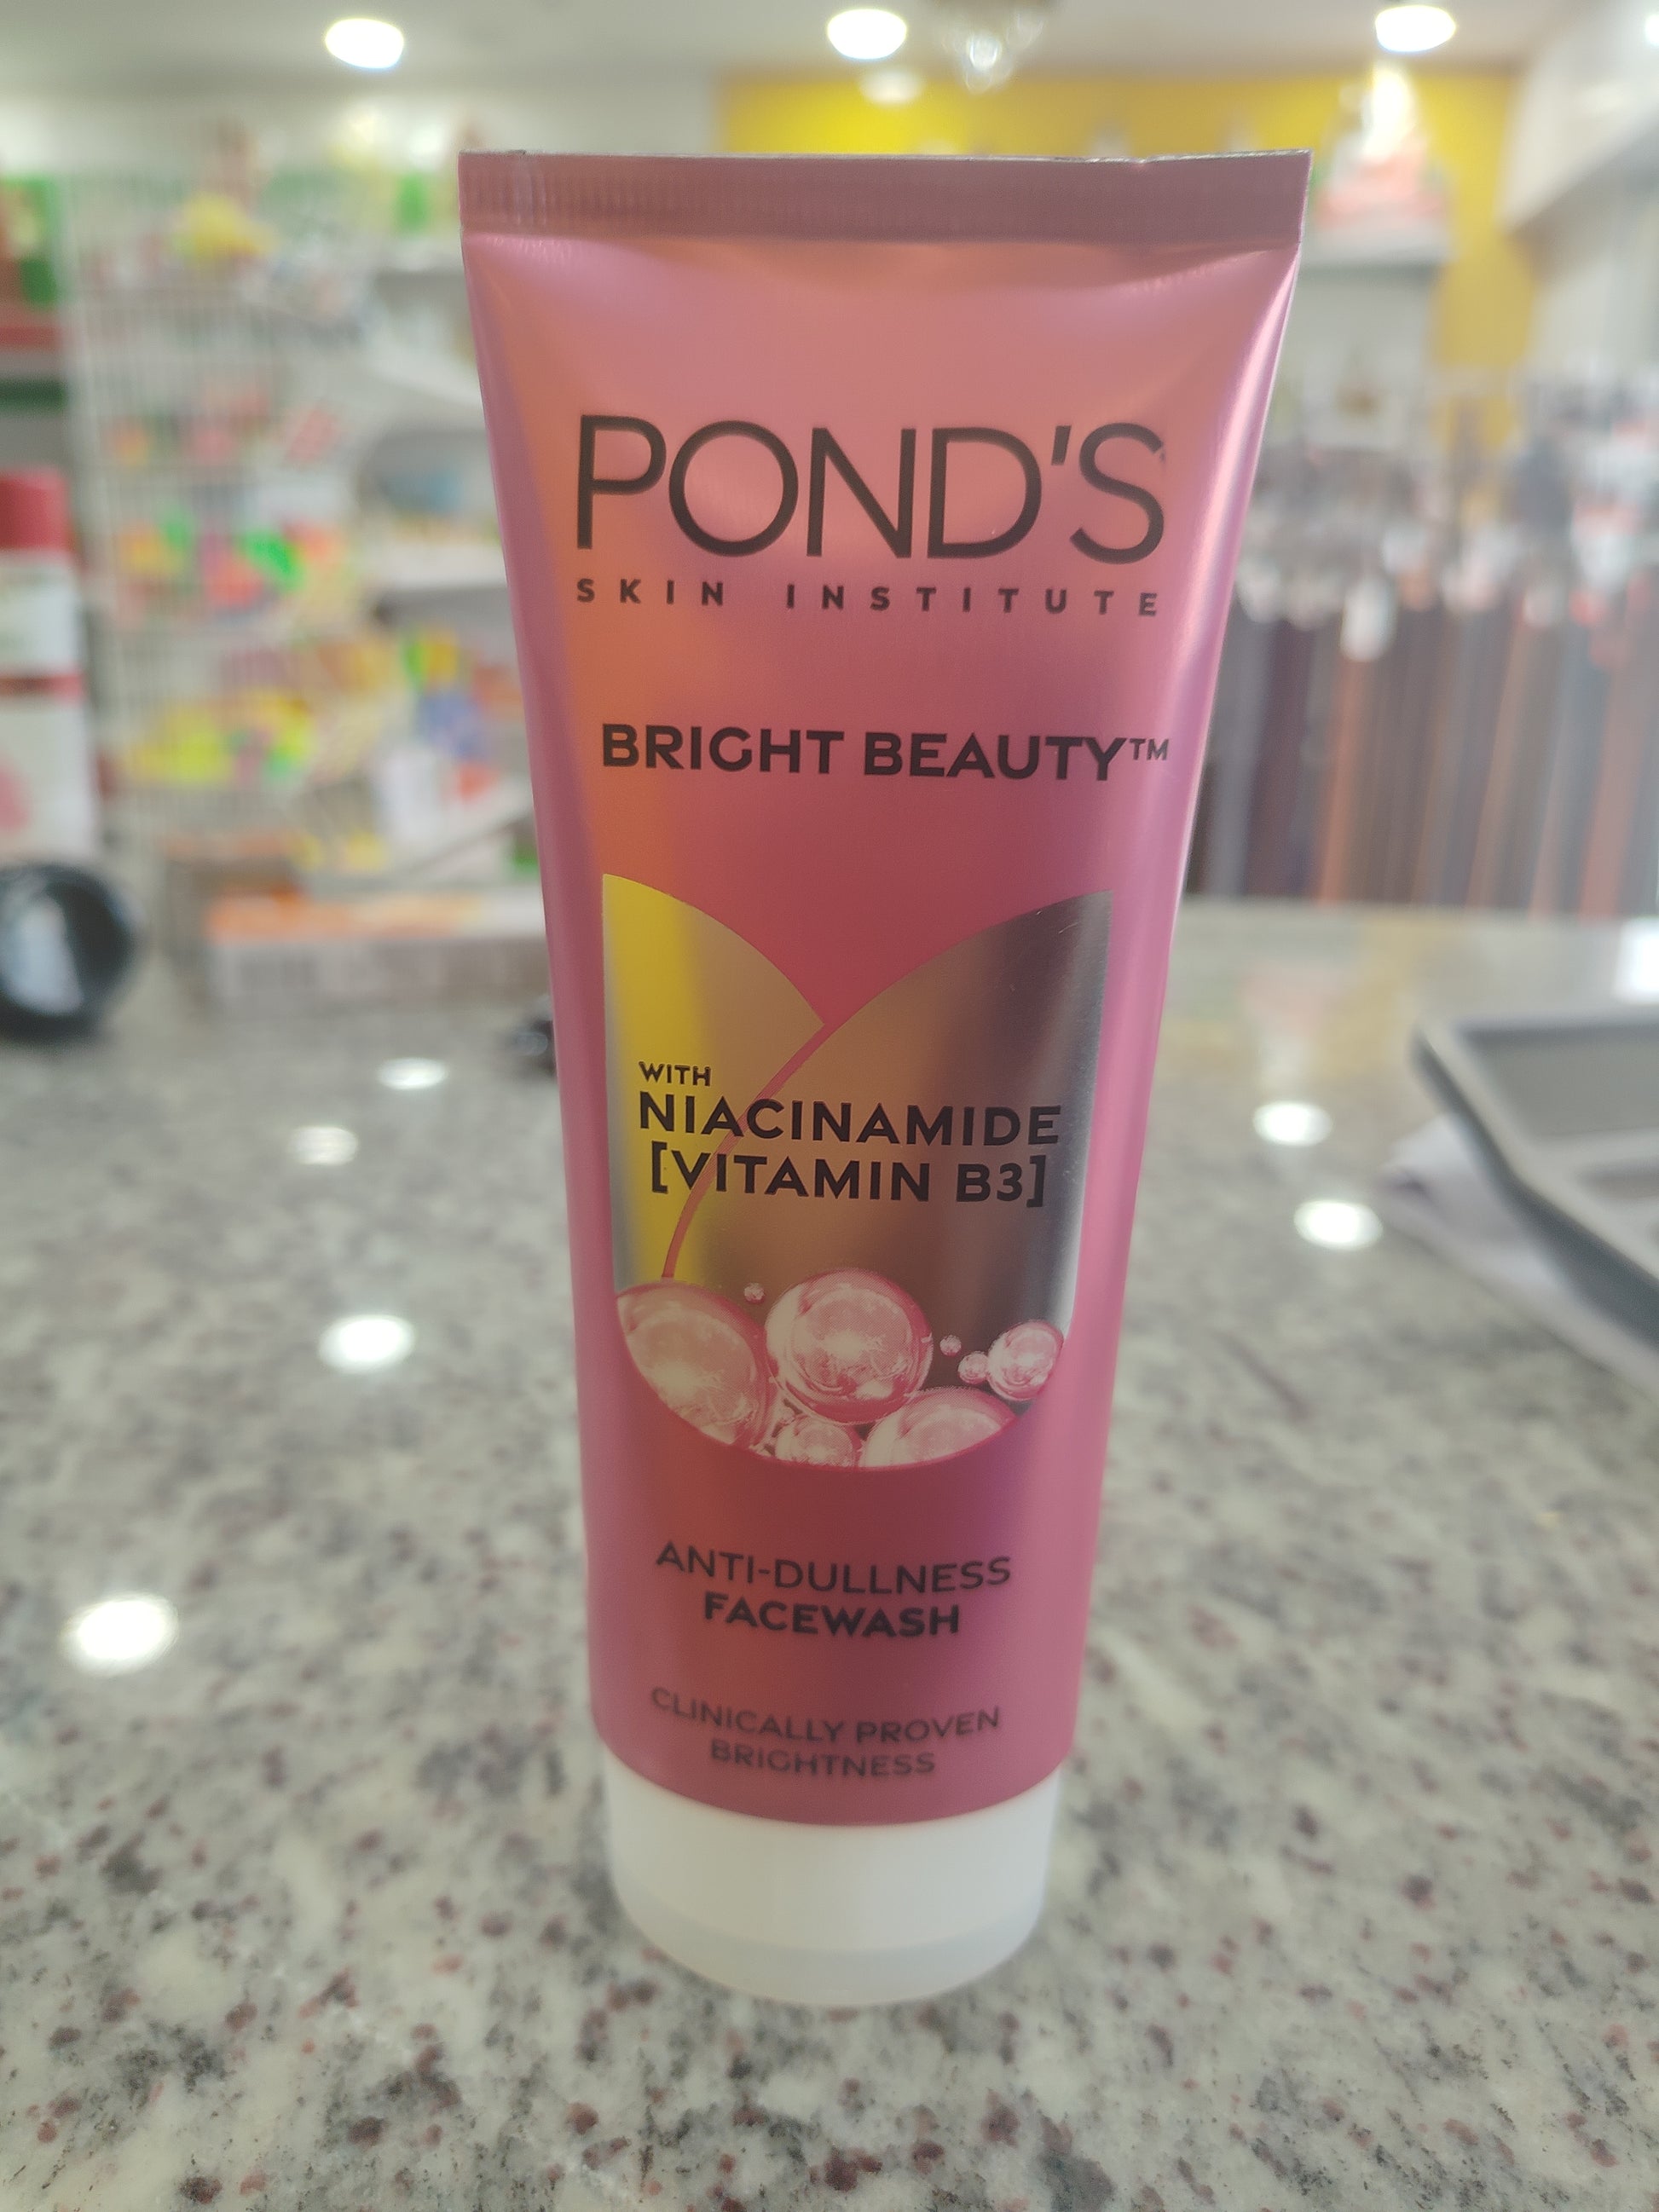 POND'S
SKIN INSTITUTE
BRIGHT BEAUTY™
WITH
NIACINAMIDE
[VITAMIN B3]
ANTI-DULLNESS
FACEWASH
CLINICALLY PROVEN
BRIGHTNESS